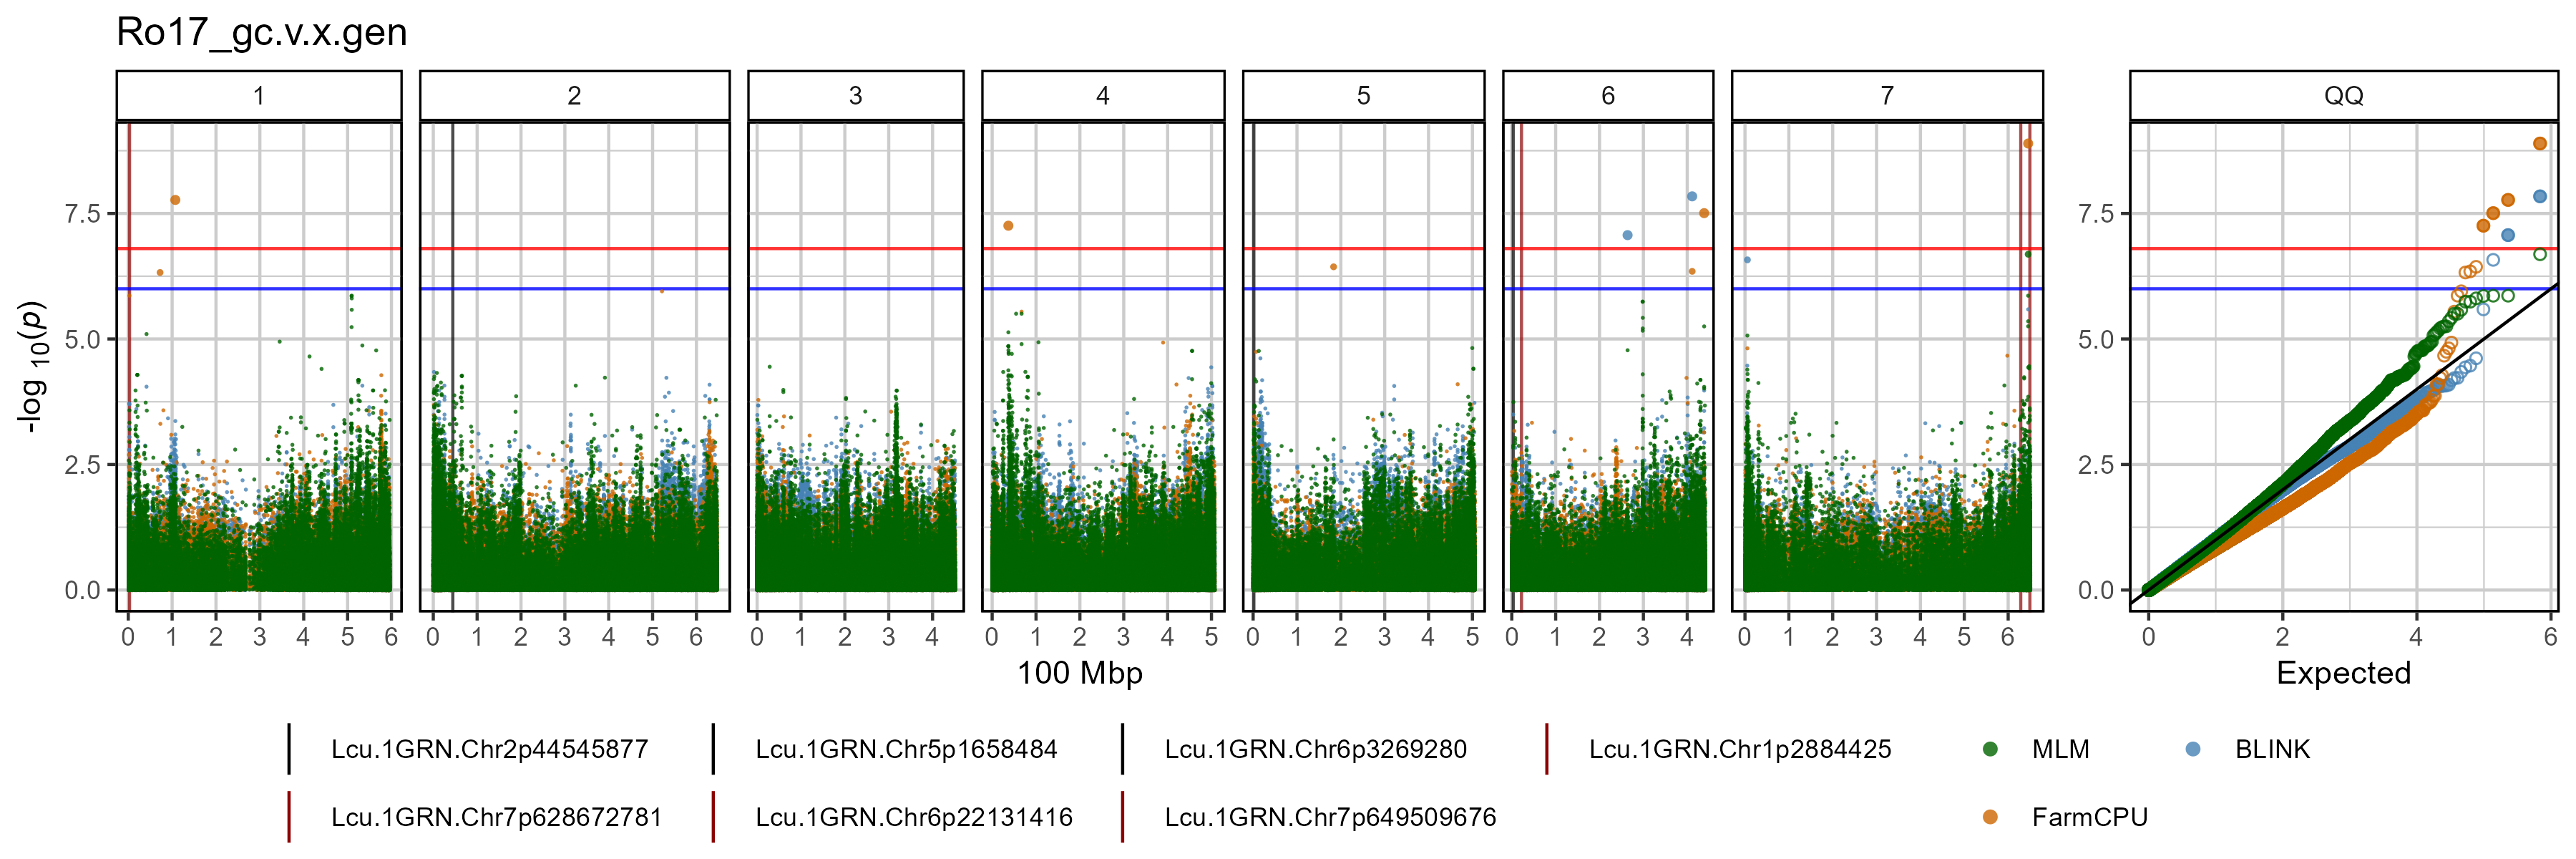 Ro17_gc.v.x.gen
1 2 3 4 5 6 7 QQ
7.5 7.5
5.0 5.0
2.5 2.5
0.0 0.0
-log 10(p)
0 1 2 3 4 5 6 0 1 2 3 4 5 6 0 1 2 3 4 0 1 2 3 4 5 0 1 2 3 4 5 0 1 2 3 4 0 1 2 3 4 5 6 0 2 4 6
100 Mbp Expected
Lcu.1GRN.Chr2p44545877 Lcu.1GRN.Chr5p1658484 Lcu.1GRN.Chr6p3269280 Lcu.1GRN.Chr1p2884425 MLM BLINK
Lcu.1GRN.Chr7p628672781 Lcu.1GRN.Chr6p22131416 Lcu.1GRN.Chr7p649509676 FarmCPU